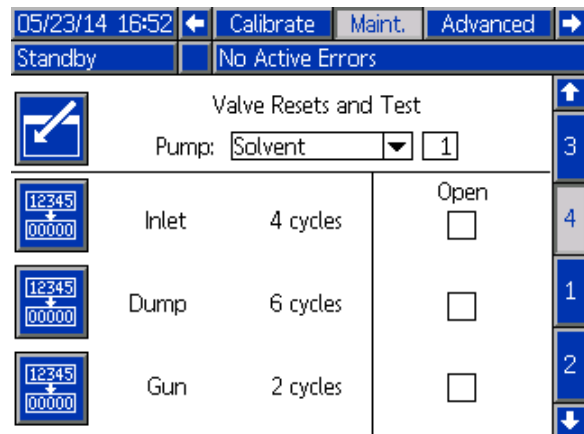 05/23/14 16:52 Calibrate Maint. Advanced
Standby No Active Errors
Valve Resets and Test
Pump: Solvent 1
3
Open
12345
00000
Inlet 4 cycles
4
12345
00000
Dump 6 cycles
1
12345
00000
Gun 2 cycles
2